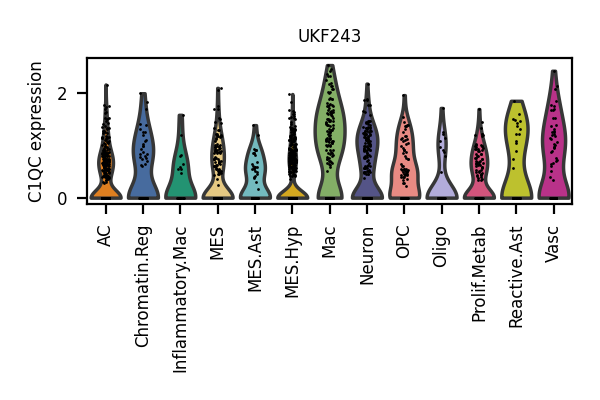 UKF243
C1QC expression
2
0
AC
Chromatin.Reg
Inflammatory.Mac
MES
MES.Ast
MES.Hyp
Mac
Neuron
OPC
Oligo
Prolif.Metab
Reactive.Ast
Vasc